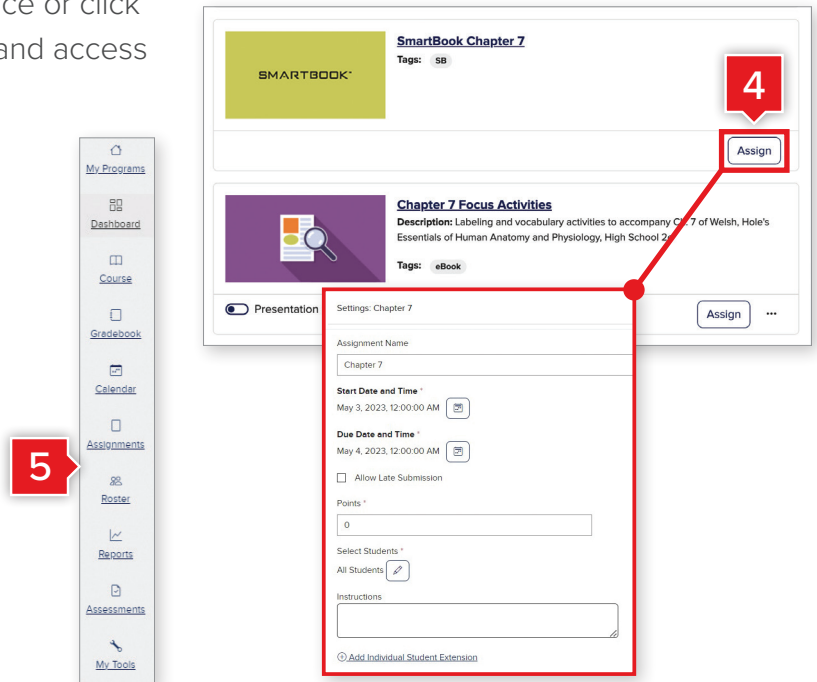 ce or click
and access
SMARTBOOK
SmartBook Chapter 7
Tags: SB
4
Assign
Chapter 7 Focus Activities
Description: Labeling and vocabulary activities to accompany 7 of Welsh, Hole's
Essentials of Human Anatomy and Physiology, High School
Tags: eBook
Presentation
Assign ...
Settings: Chapter 7
Assignment Name
Chapter 7
Start Date and Time *
May 3, 2023, 12:00:00 AM
Due Date and Time *
May 4, 2023, 12:00:00 AM
Allow Late Submission
Points *
0
Select Students *
All Students
Instructions
Add Individual Student Extension
My Programs
Dashboard
Course
Gradebook
Calendar
Assignments
5
Roster
Reports
Assessments
My Tools